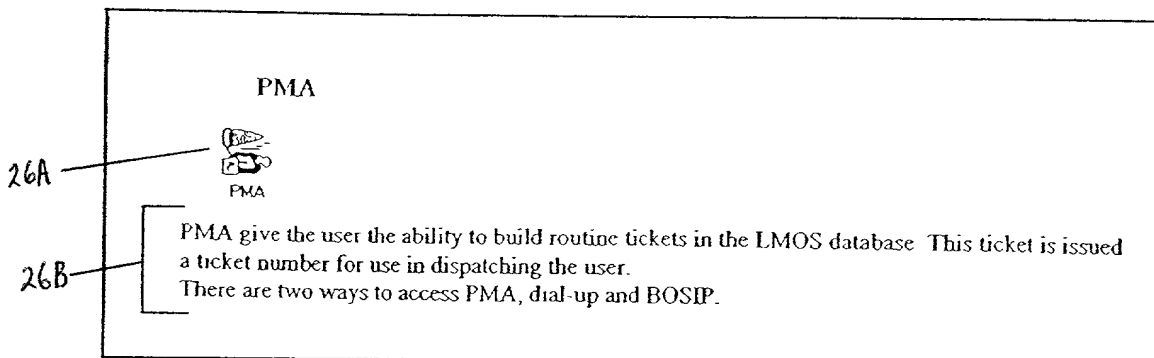 PMA
26A
PMA
PMA give the user the ability to build routine tickets in the LMOS database This ticket is issued
a ticket number for use in dispatching the user.
26B
There are two ways to access PMA, dial-up and BOSIP.